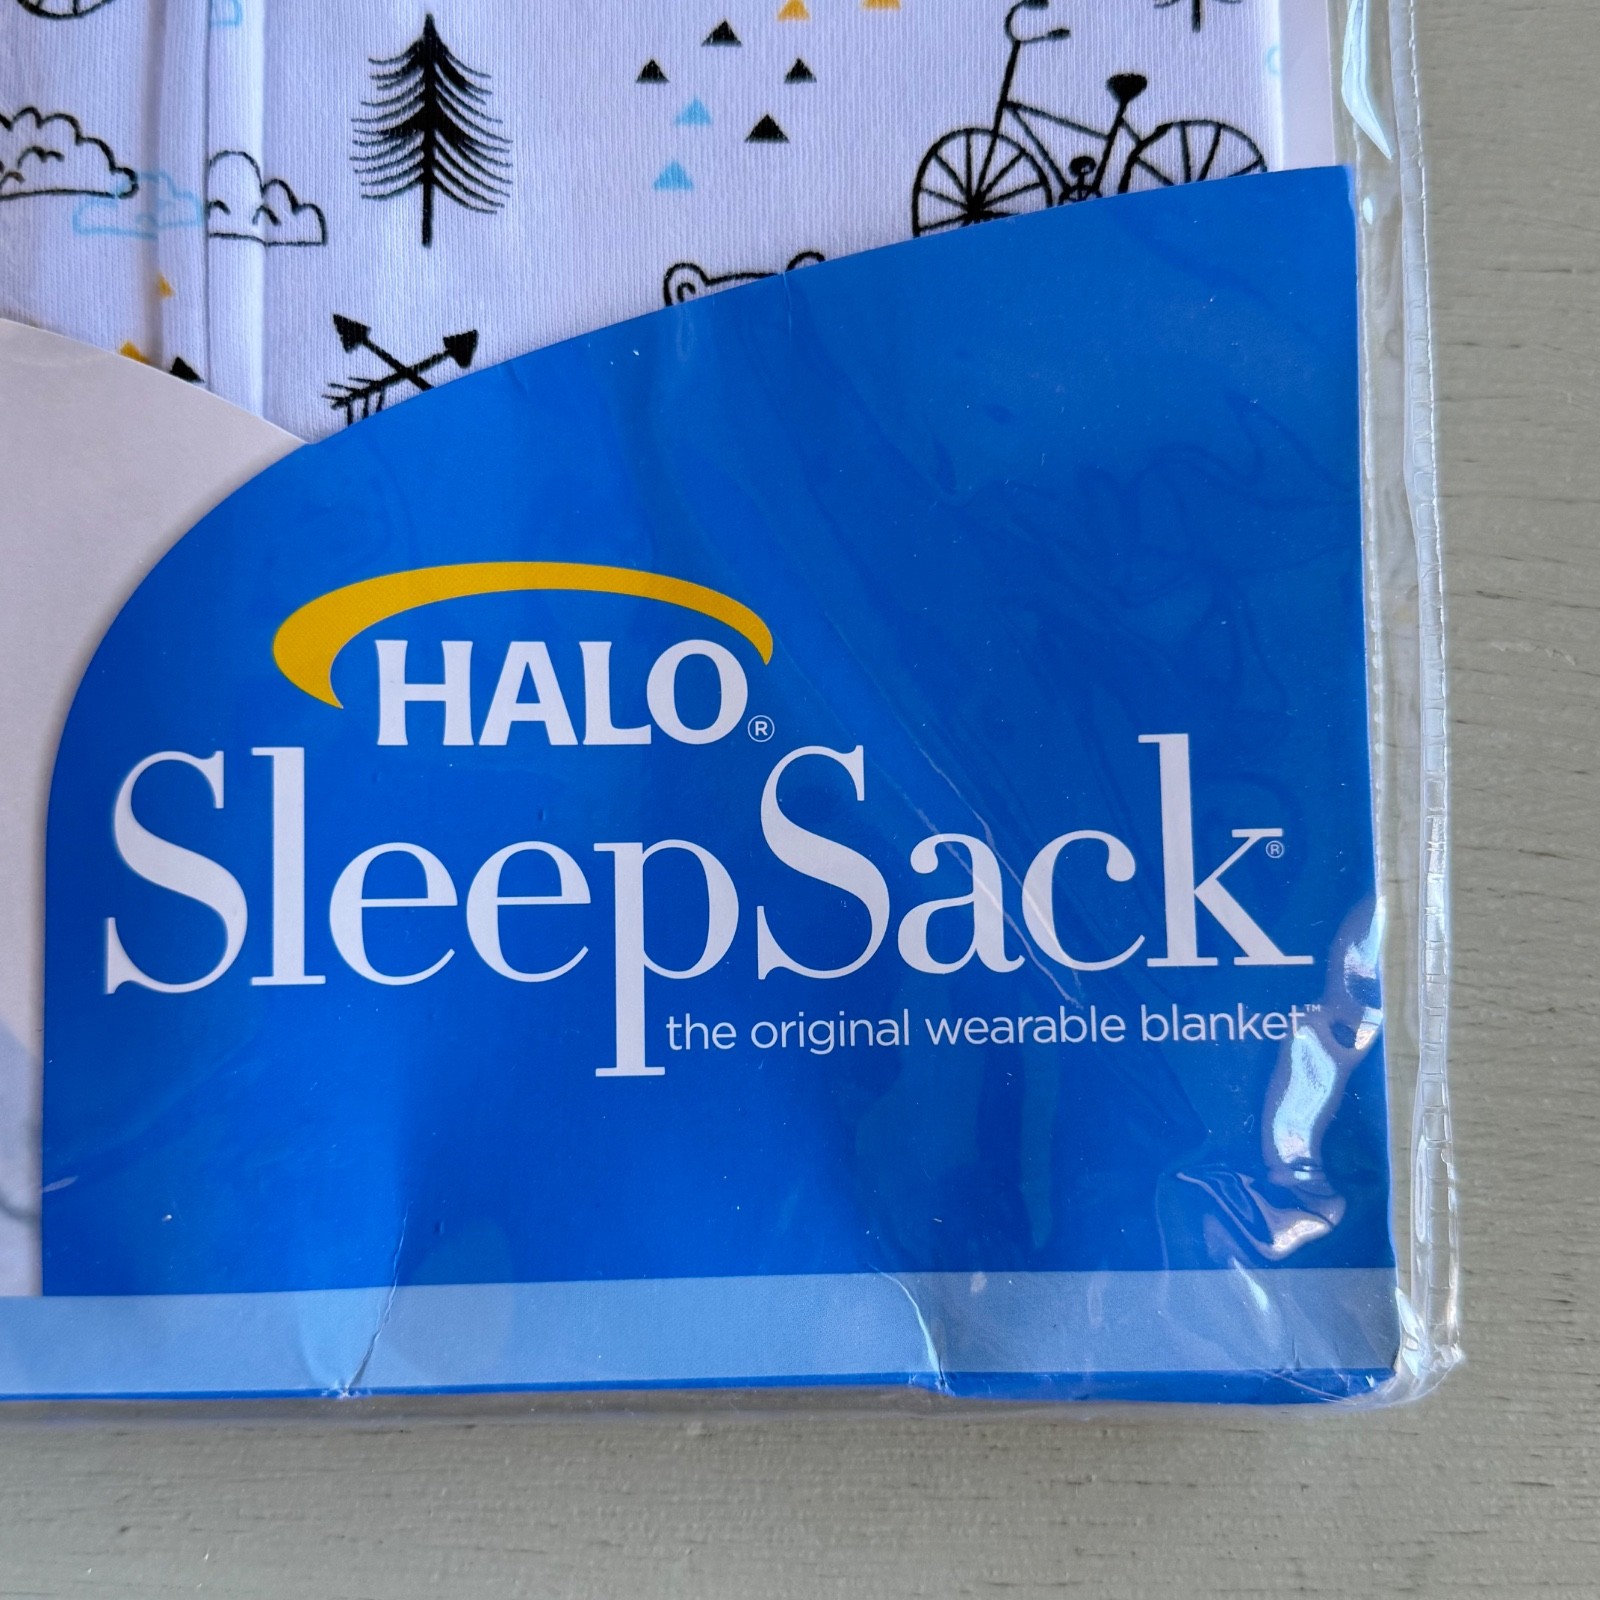 HALO®
SleepSack®
the original wearable blanket™